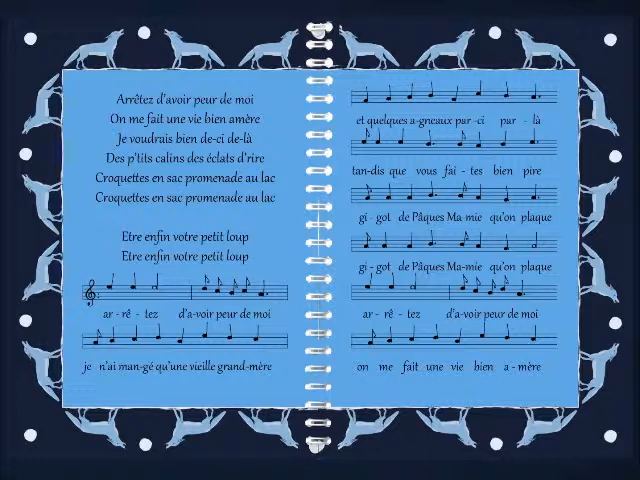 Arrêtez d'avoir peur de moi
On me fait une vie bien amère
Je voudrais bien de-ci de-là
Des p'tits calins des éclats d'rire
Croquettes en sac promenade au lac
Croquettes en sac promenade au lac
Etre enfin votre petit loup
Etre enfin votre petit loup
ar - rê - tez d'a-voir peur de moi
je n'ai man-gé qu'une vieille grand-mère
et quelques a-gneaux par-ci par - là
tan-dis que vous fai - tes bien pire
gi - got de Pâques Ma-mie qu'on plaque
gi - got de Pâques Ma-mie qu'on plaque
ar - rê - tez d'a-voir peur de moi
on me fait une vie bien a - mère